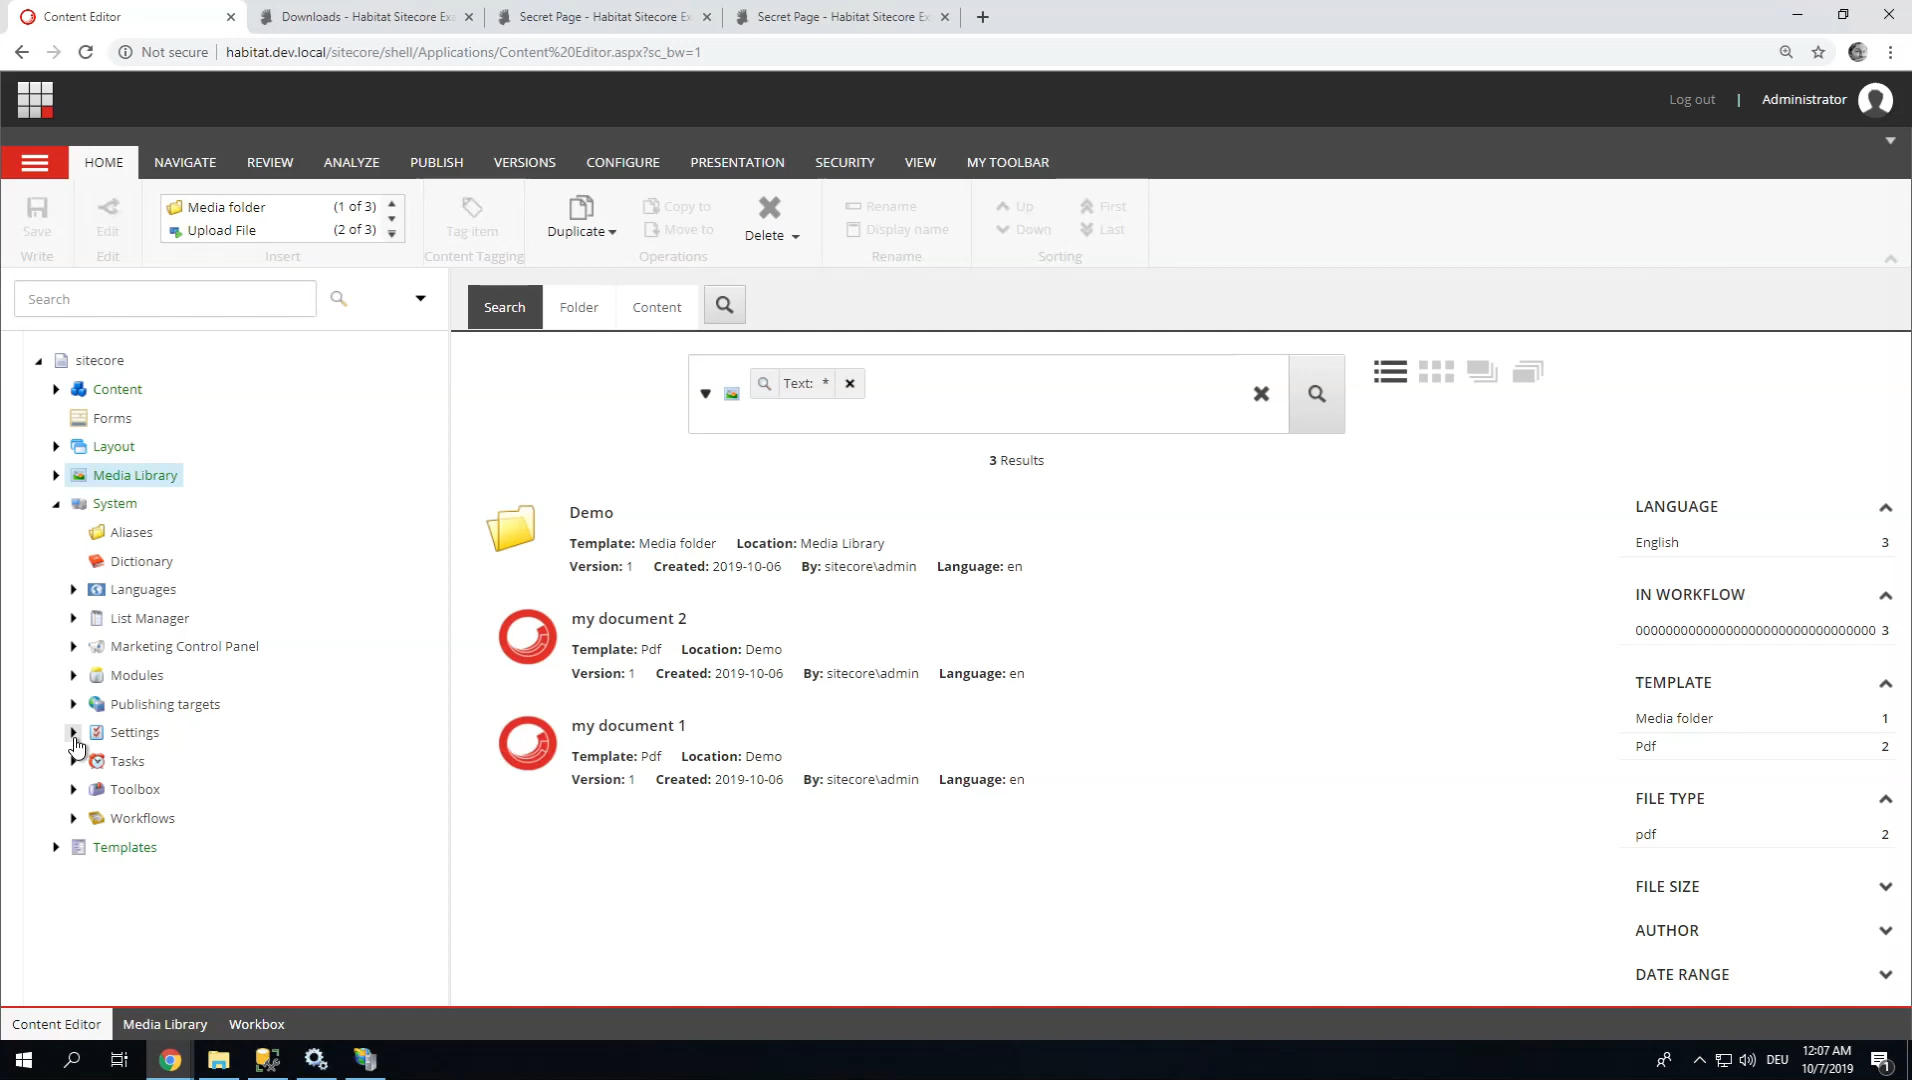 Content Editor
Downloads - Habitat Sitecore Exa
Secret Page - Habitat Sitecore Ex
Secret Page - Habitat Sitecore Ex
Not secure
habitat.dev.local/sitecore/shell/Applications/Content%20Editor.aspx?sc_bw=1
Log out | Administrator
HOME NAVIGATE REVIEW ANALYZE PUBLISH VERSIONS CONFIGURE PRESENTATION SECURITY VIEW MY TOOLBAR
Media folder (1 of 3)
Upload File (2 of 3)
Save
Edit
Tag item
Duplicate
Copy to
Move to
Delete
Rename
Display name
Up
Down
First
Last
Write Edit Insert Content Tagging Operations Rename Sorting
Search
Search Folder Content
sitecore
Content
Forms
Layout
Media Library
System
Aliases
Dictionary
Languages
List Manager
Marketing Control Panel
Modules
Publishing targets
Settings
Tasks
Toolbox
Workflows
Templates
Text: *
3 Results
Demo
Template: Media folder Location: Media Library
Version: 1 Created: 2019-10-06 By: sitecore\admin Language: en
my document 2
Template: Pdf Location: Demo
Version: 1 Created: 2019-10-06 By: sitecore\admin Language: en
my document 1
Template: Pdf Location: Demo
Version: 1 Created: 2019-10-06 By: sitecore\admin Language: en
LANGUAGE
English 3
IN WORKFLOW
00000000000000000000000000000000 3
TEMPLATE
Media folder 1
Pdf 2
FILE TYPE
pdf 2
FILE SIZE
AUTHOR
DATE RANGE
Content Editor Media Library Workbox
DEU
12:07 AM
10/7/2019
1